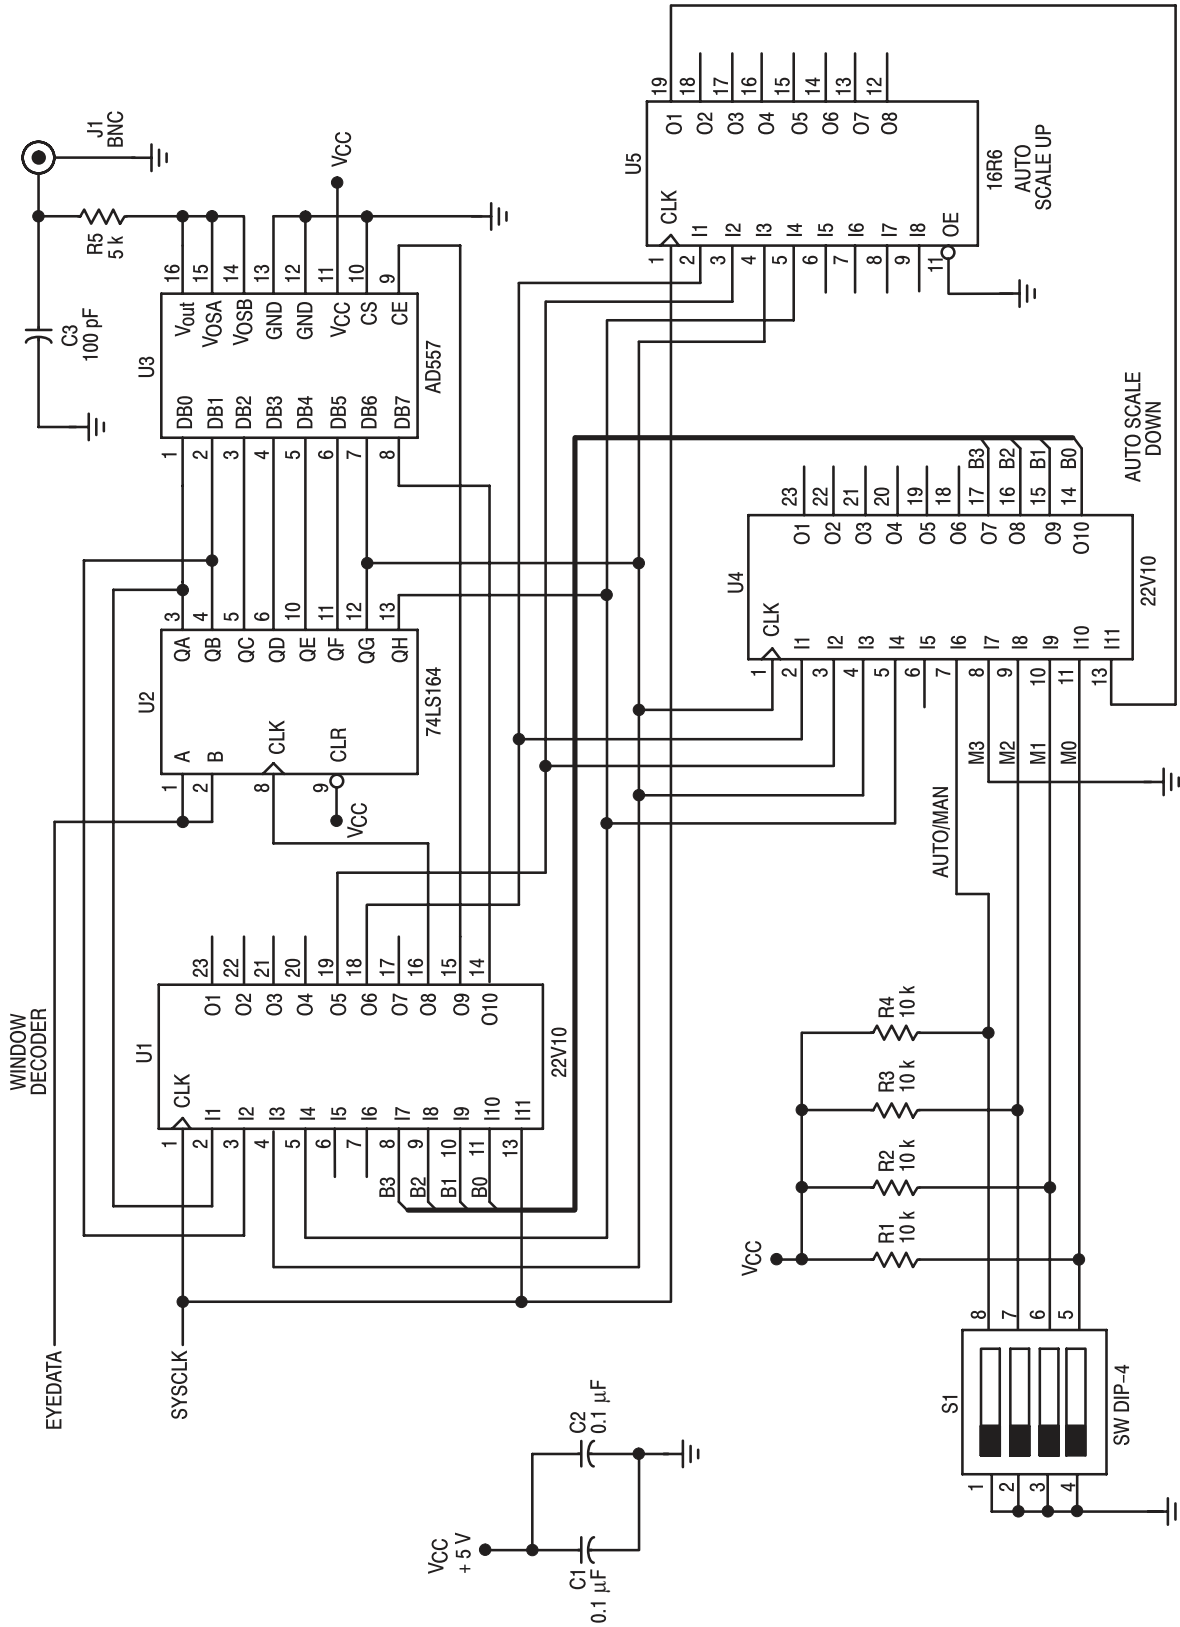 WINDOW
DECODER
EYEDATA
SYSCLK
U1
22V10
CLK
I1
I2
I3
I4
I5
I6
I7
I8
I9
I10
I11
1
2
3
4
5
6
7
8
9
10
11
13
B3
B2
B1
B0
O1
O2
O3
O4
O5
O6
O7
O8
O9
O10
23
22
21
20
19
18
17
16
15
14
U2
74LS164
A
B
CLK
CLR
1
2
8
9
VCC
QA
QB
QC
QD
QE
QF
QG
QH
3
4
5
6
10
11
12
13
U3
AD557
DB0
DB1
DB2
DB3
DB4
DB5
DB6
DB7
1
2
3
4
5
6
7
8
Vout
VOSA
VOSB
GND
GND
VCC
CS
CE
16
15
14
13
12
11
10
9
C3
100 pF
R5
5 k
J1
BNC
VCC
VCC
+ 5 V
C1
0.1 µF
C2
0.1 µF
S1
SW DIP–4
1
2
3
4
8
7
6
5
VCC
R1
10 k
R2
10 k
R3
10 k
R4
10 k
AUTO/MAN
M3
M2
M1
M0
U4
22V10
CLK
I1
I2
I3
I4
I5
I6
I7
I8
I9
I10
I11
1
2
3
4
5
6
7
8
9
10
11
13
O1
O2
O3
O4
O5
O6
O7
O8
O9
O10
23
22
21
20
19
18
17
16
15
14
B3
B2
B1
B0
AUTO SCALE
DOWN
U5
16R6
AUTO
SCALE UP
CLK
I1
I2
I3
I4
I5
I6
I7
I8
OE
1
2
3
4
5
6
7
8
9
11
O1
O2
O3
O4
O5
O6
O7
O8
19
18
17
16
15
14
13
12